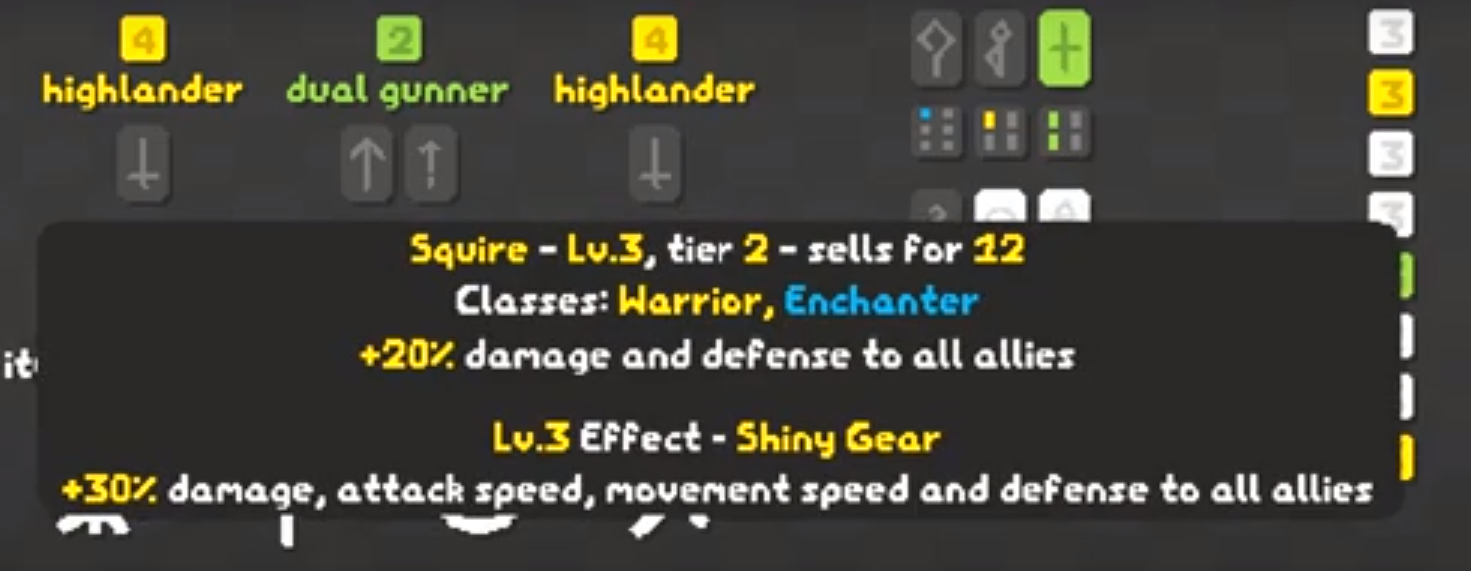 4
2
4
3
highlander
dual gunner
highlander
3
3
3
Squire - Lv.3, tier 2 - sells for 12
Classes: Warrior, Enchanter
+20% damage and defense to all allies
Lv.3 Effect - Shiny Gear
+30% damage, attack speed, movement speed and defense to all allies